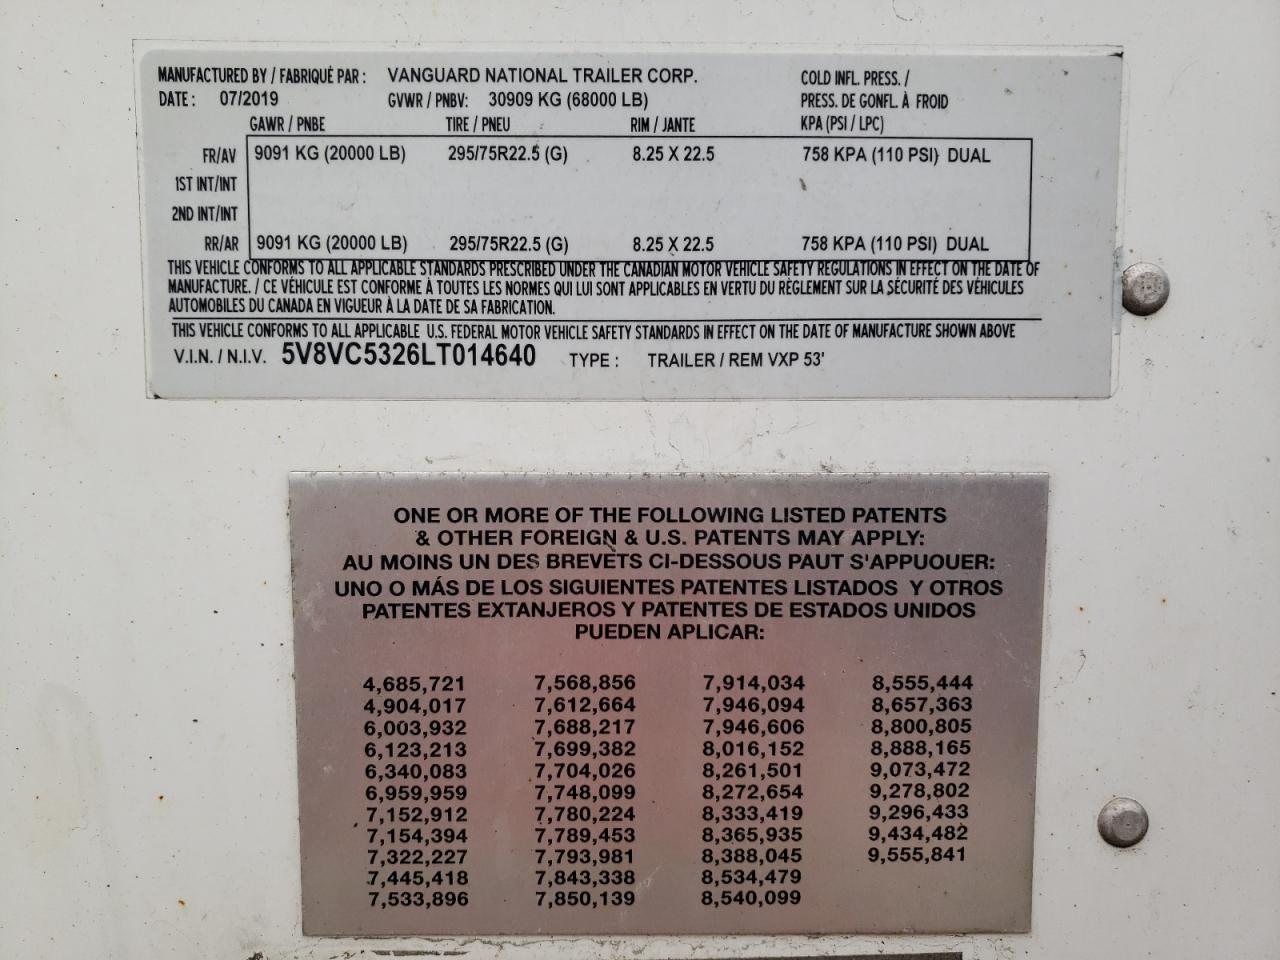 MANUFACTURED BY / FABRIQUÉ PAR : VANGUARD NATIONAL TRAILER CORP. COLD INFL. PRESS. /
DATE : 07/2019 GVWR / PNBV: 30909 KG (68000 LB) PRESS. DE GONFL. À FROID
GAWR / PNBE TIRE / PNEU RIM / JANTE KPA (PSI / LPC)
FR/AV 9091 KG (20000 LB) 295/75R22.5 (G) 8.25 X 22.5 758 KPA (110 PSI) DUAL
1ST INT/INT
2ND INT/INT
RR/AR 9091 KG (20000 LB) 295/75R22.5 (G) 8.25 X 22.5 758 KPA (110 PSI) DUAL
THIS VEHICLE CONFORMS TO ALL APPLICABLE STANDARDS PRESCRIBED UNDER THE CANADIAN MOTOR VEHICLE SAFETY REGULATIONS IN EFFECT ON THE DATE OF
MANUFACTURE. / CE VÉHICULE EST CONFORME À TOUTES LES NORMES QUI LUI SONT APPLICABLES EN VERTU DU RÈGLEMENT SUR LA SÉCURITÉ DES VÉHICULES
AUTOMOBILES DU CANADA EN VIGUEUR À LA DATE DE SA FABRICATION.
THIS VEHICLE CONFORMS TO ALL APPLICABLE U.S. FEDERAL MOTOR VEHICLE SAFETY STANDARDS IN EFFECT ON THE DATE OF MANUFACTURE SHOWN ABOVE
V.I.N. / N.I.V. 5V8VC5326LT014640 TYPE : TRAILER / REM VXP 53'
ONE OR MORE OF THE FOLLOWING LISTED PATENTS
& OTHER FOREIGN & U.S. PATENTS MAY APPLY:
AU MOINS UN DES BREVETS CI-DESSOUS PAUT S'APPUOUER:
UNO O MÁS DE LOS SIGUIENTES PATENTES LISTADOS Y OTROS
PATENTES EXTANJEROS Y PATENTES DE ESTADOS UNIDOS
PUEDEN APLICAR:
4,685,721 7,568,856 7,914,034 8,555,444
4,904,017 7,612,664 7,946,094 8,657,363
6,003,932 7,688,217 7,946,606 8,800,805
6,123,213 7,699,382 8,016,152 8,888,165
6,340,083 7,704,026 8,261,501 9,073,472
6,959,959 7,748,099 8,272,654 9,278,802
7,152,912 7,780,224 8,333,419 9,296,433
7,154,394 7,789,453 8,365,935 9,434,482
7,322,227 7,793,981 8,388,045 9,555,841
7,445,418 7,843,338 8,534,479
7,533,896 7,850,139 8,540,099